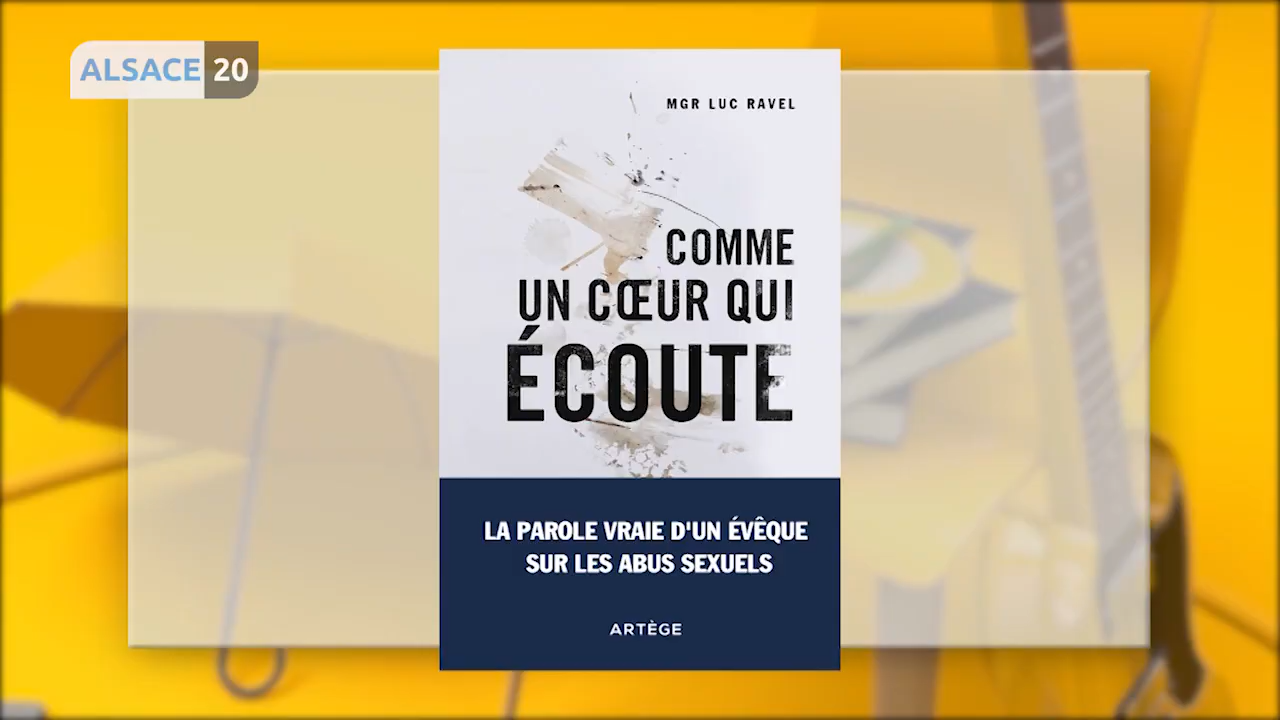 ALSACE 20
MGR LUC RAVEL
COMME
UN CŒUR QUI
ÉCOUTE
LA PAROLE VRAIE D'UN ÉVÊQUE
SUR LES ABUS SEXUELS
ARTÈGE